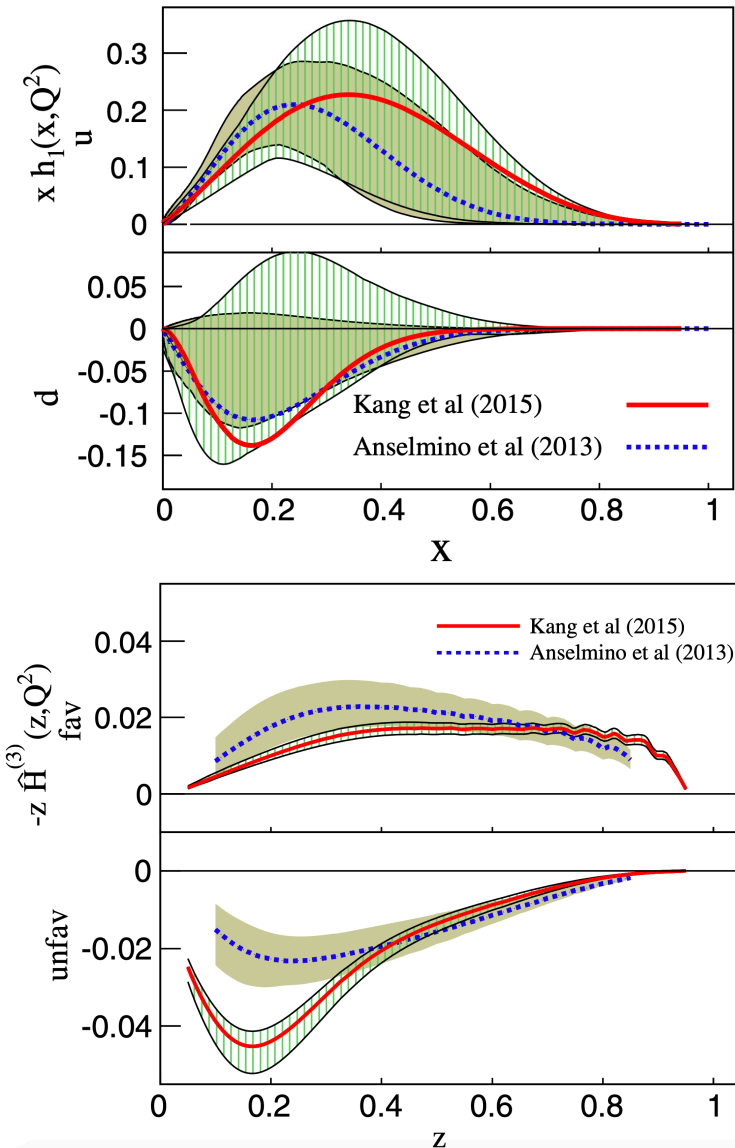 0.3
0.2
0.1
0
x h₁(x,Q²)
u
0.05
0
-0.05
-0.1
-0.15
d
Kang et al (2015)
Anselmino et al (2013)
0 0.2 0.4 0.6 0.8 1
x
Kang et al (2015)
Anselmino et al (2013)
0.04
0.02
0
-z Ĥ⁽³⁾(z,Q²)
fav
0
-0.02
-0.04
unfav
0 0.2 0.4 0.6 0.8 1
z